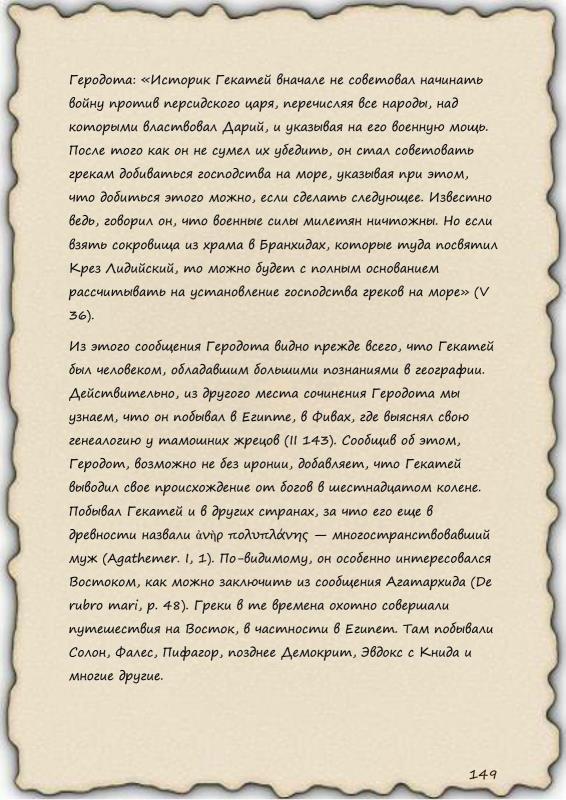 Геродота: «Историк Гекатей вначале не советовал начинать
войну против персидского царя, перечисляя все народы, над
которыми властвовал Дарий, и указывая на его военную мощь.
После того как он не сумел их убедить, он стал советовать
грекам добиваться господства на море, указывая при этом,
что добиться этого можно, если сделать следующее. Известно
ведь, говорил он, что военные силы милетян ничтожны. Но если
взять сокровища из храма в Бранхидах, которые туда посвятил
Крез Лидийский, то можно будет с полным основанием
рассчитывать на установление господства греков на море» (V
36).
Из этого сообщения Геродота видно прежде всего, что Гекатей
был человеком, обладавшим большими познаниями в географии.
Действительно, из другого места сочинения Геродота мы
узнаем, что он побывал в Египте, в Фивах, где выяснял свою
генеалогию у тамошних жрецов (II 143). Сообщив об этом,
Геродот, возможно не без иронии, добавляет, что Гекатей
выводил свое происхождение от богов в шестнадцатом колене.
Побывал Гекатей и в других странах, за что его еще в
древности назвали ἀνὴρ πολυπλάνης — многостранствовавший
муж (Agathemer. I, 1). По-видимому, он особенно интересовался
Востоком, как можно заключить из сообщения Агатархида (De
rubro mari, p. 48). Греки в те времена охотно совершали
путешествия на Восток, в частности в Египет. Там побывали
Солон, Фалес, Пифагор, позднее Демокрит, Эвдокс с Книда и
многие другие.
149